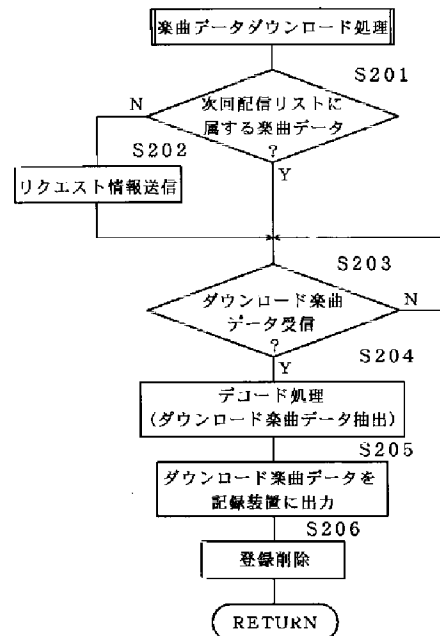 楽曲データダウンロード処理
S201
N
次回配信リストに
属する楽曲データ
?
S202
Y
リクエスト情報送信
S203
ダウンロード楽曲
データ受信
?
N
S204
Y
デコード処理
(ダウンロード楽曲データ抽出)
S205
ダウンロード楽曲データを
記録装置に出力
S206
登録削除
RETURN